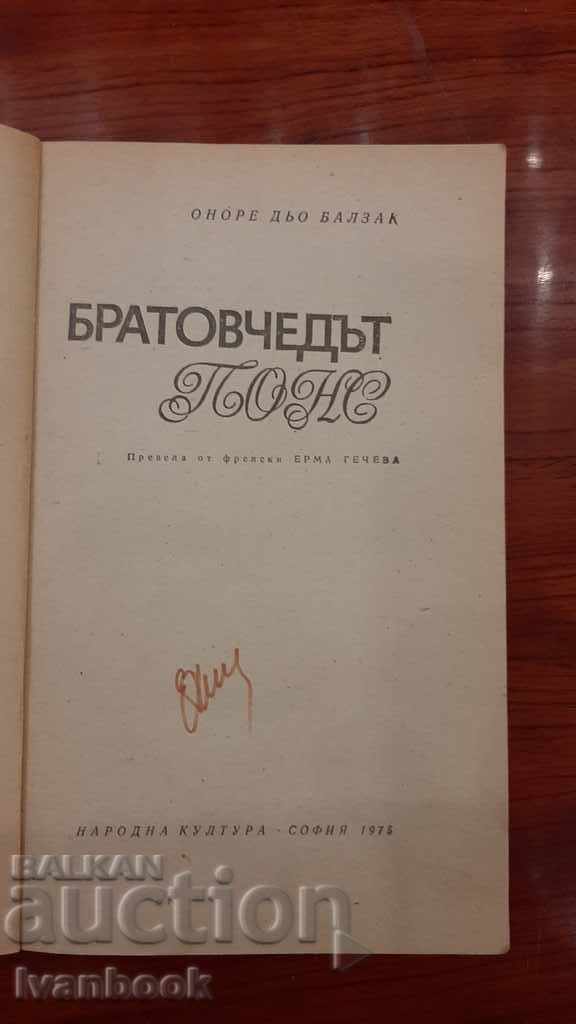 ОНОРЕ ДЬО БАЛЗАК
БРАТОВЧЕДЪТ
ПОНС
Превела от френски ЕРМА ГЕЧЕВА
НАРОДНА КУЛТУРА · СОФИЯ 1975
BALKAN
auction
Ivanbook